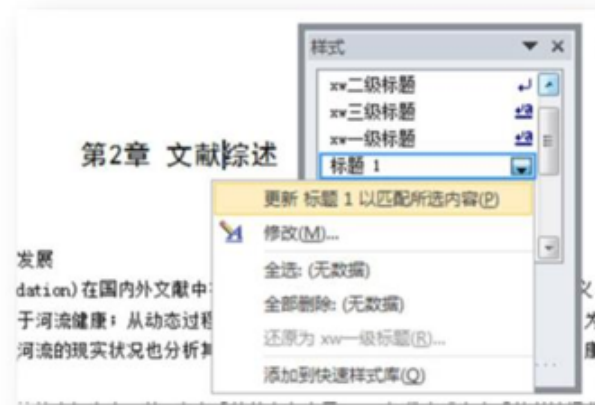 样式
xw二级标题
xw三级标题
xw一级标题
标题 1
第2章 文献综述
更新 标题 1 以匹配所选内容(P)
修改(M)...
全选: (无数据)
全部删除: (无数据)
还原为 xw一级标题(R)...
添加到快速样式库(Q)
发展
dation)在国内外文献中
于河流健康；从动态过程
河流的现实状况也分析